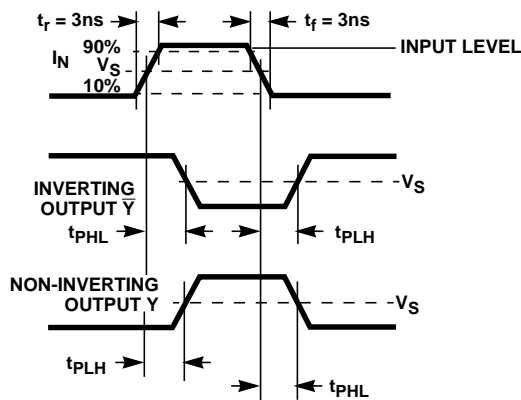 tr = 3ns
tf = 3ns
90%
INPUT LEVEL
IN
VS
10%
VS
INVERTING
OUTPUT Y̅
tPHL
tPLH
NON-INVERTING
OUTPUT Y
VS
tPLH
tPHL